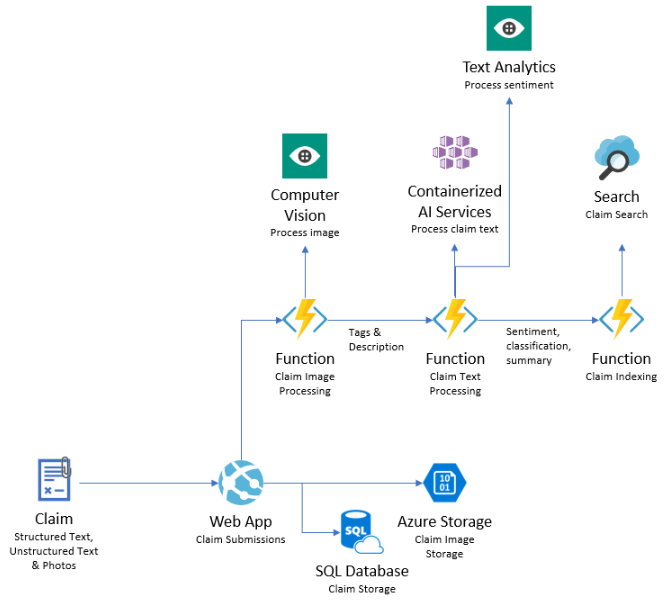 Text Analytics
Process sentiment
Computer
Vision
Process image
Containerized
AI Services
Process claim text
Search
Claim Search
Tags &
Description
Sentiment,
classification,
summary
Function
Claim Image
Processing
Function
Claim Text
Processing
Function
Claim Indexing
10
01
SQL
Claim
Structured Text,
Unstructured Text
& Photos
Web App
Claim Submissions
Azure Storage
Claim Image
Storage
SQL Database
Claim Storage